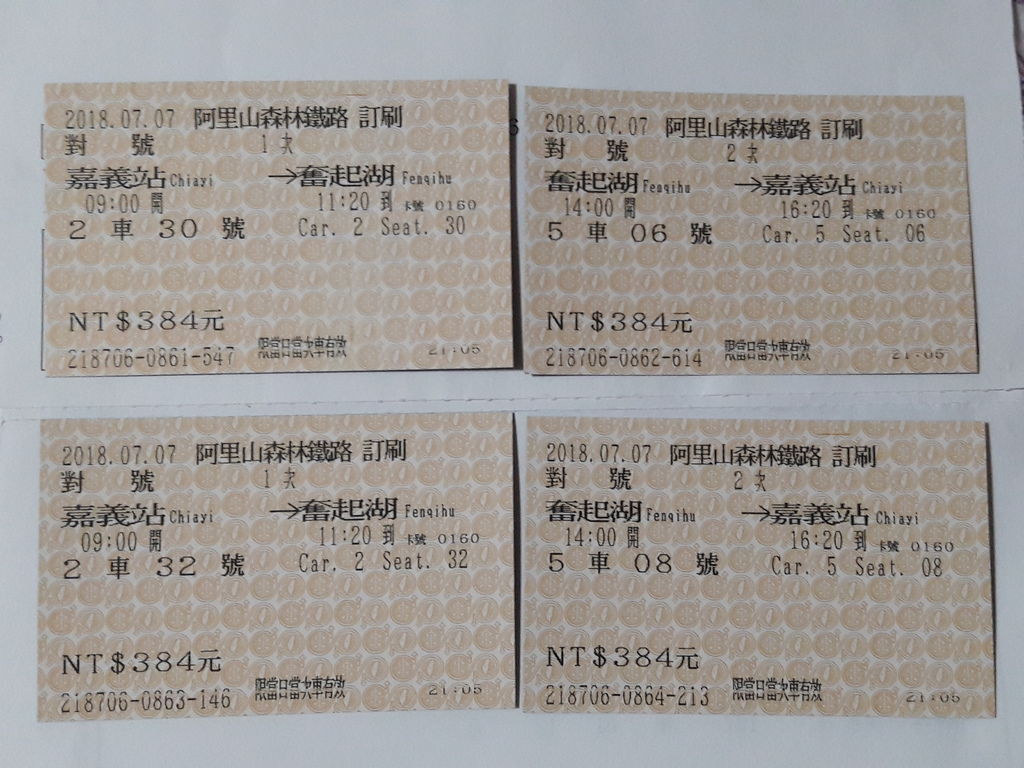 2018.07.07 阿里山森林鐵路 訂刷
對 號 1 次
嘉義站 Chiayi →奮起湖 Fenqihu
09:00 開 11:20 到 卡號 0160
2 車 30 號 Car. 2 Seat. 30
NT$384元
218706-0861-547 限當日當次車有效 21:05
2018.07.07 阿里山森林鐵路 訂刷
對 號 2 次
奮起湖 Fenqihu →嘉義站 Chiayi
14:00 開 16:20 到 卡號 0160
5 車 06 號 Car. 5 Seat. 06
NT$384元
218706-0862-614 限當日當次車有效 21:05
2018.07.07 阿里山森林鐵路 訂刷
對 號 1 次
嘉義站 Chiayi →奮起湖 Fenqihu
09:00 開 11:20 到 卡號 0160
2 車 32 號 Car. 2 Seat. 32
NT$384元
218706-0863-146 限當日當次車有效 21:05
2018.07.07 阿里山森林鐵路 訂刷
對 號 2 次
奮起湖 Fenqihu →嘉義站 Chiayi
14:00 開 16:20 到 卡號 0160
5 車 08 號 Car. 5 Seat. 08
NT$384元
218706-0864-213 限當日當次車有效 21:05